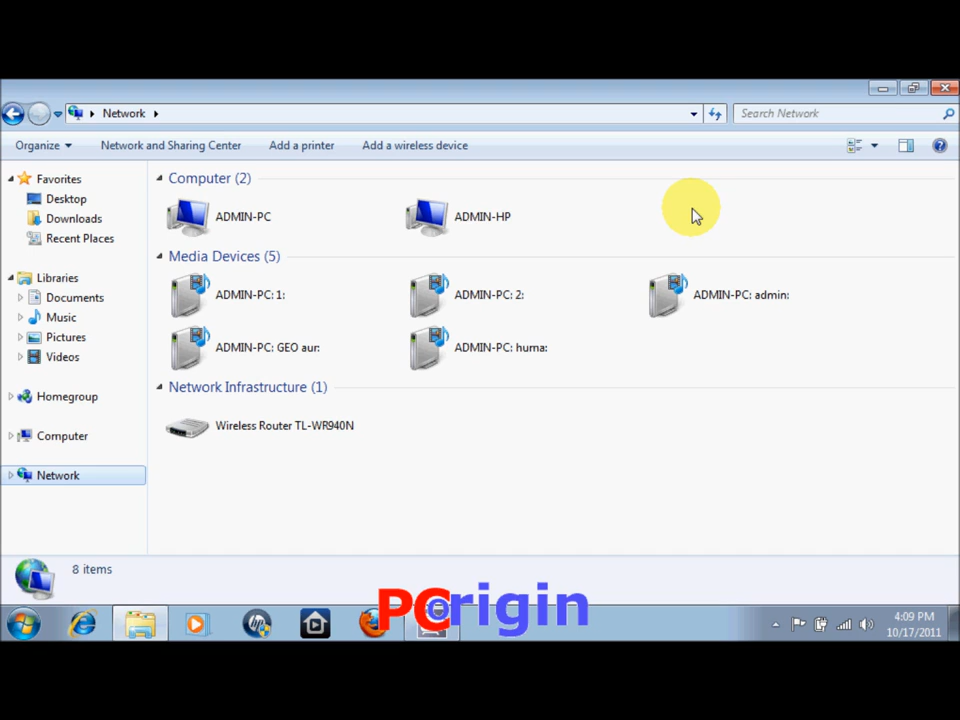 Network
Search Network
Organize
Network and Sharing Center
Add a printer
Add a wireless device
Favorites
Desktop
Downloads
Recent Places
Libraries
Documents
Music
Pictures
Videos
Homegroup
Computer
Network
Computer (2)
ADMIN-PC
ADMIN-HP
Media Devices (5)
ADMIN-PC: 1:
ADMIN-PC: 2:
ADMIN-PC: admin:
ADMIN-PC: GEO aur:
ADMIN-PC: huma:
Network Infrastructure (1)
Wireless Router TL-WR940N
8 items
PCorigin
4:09 PM
10/17/2011